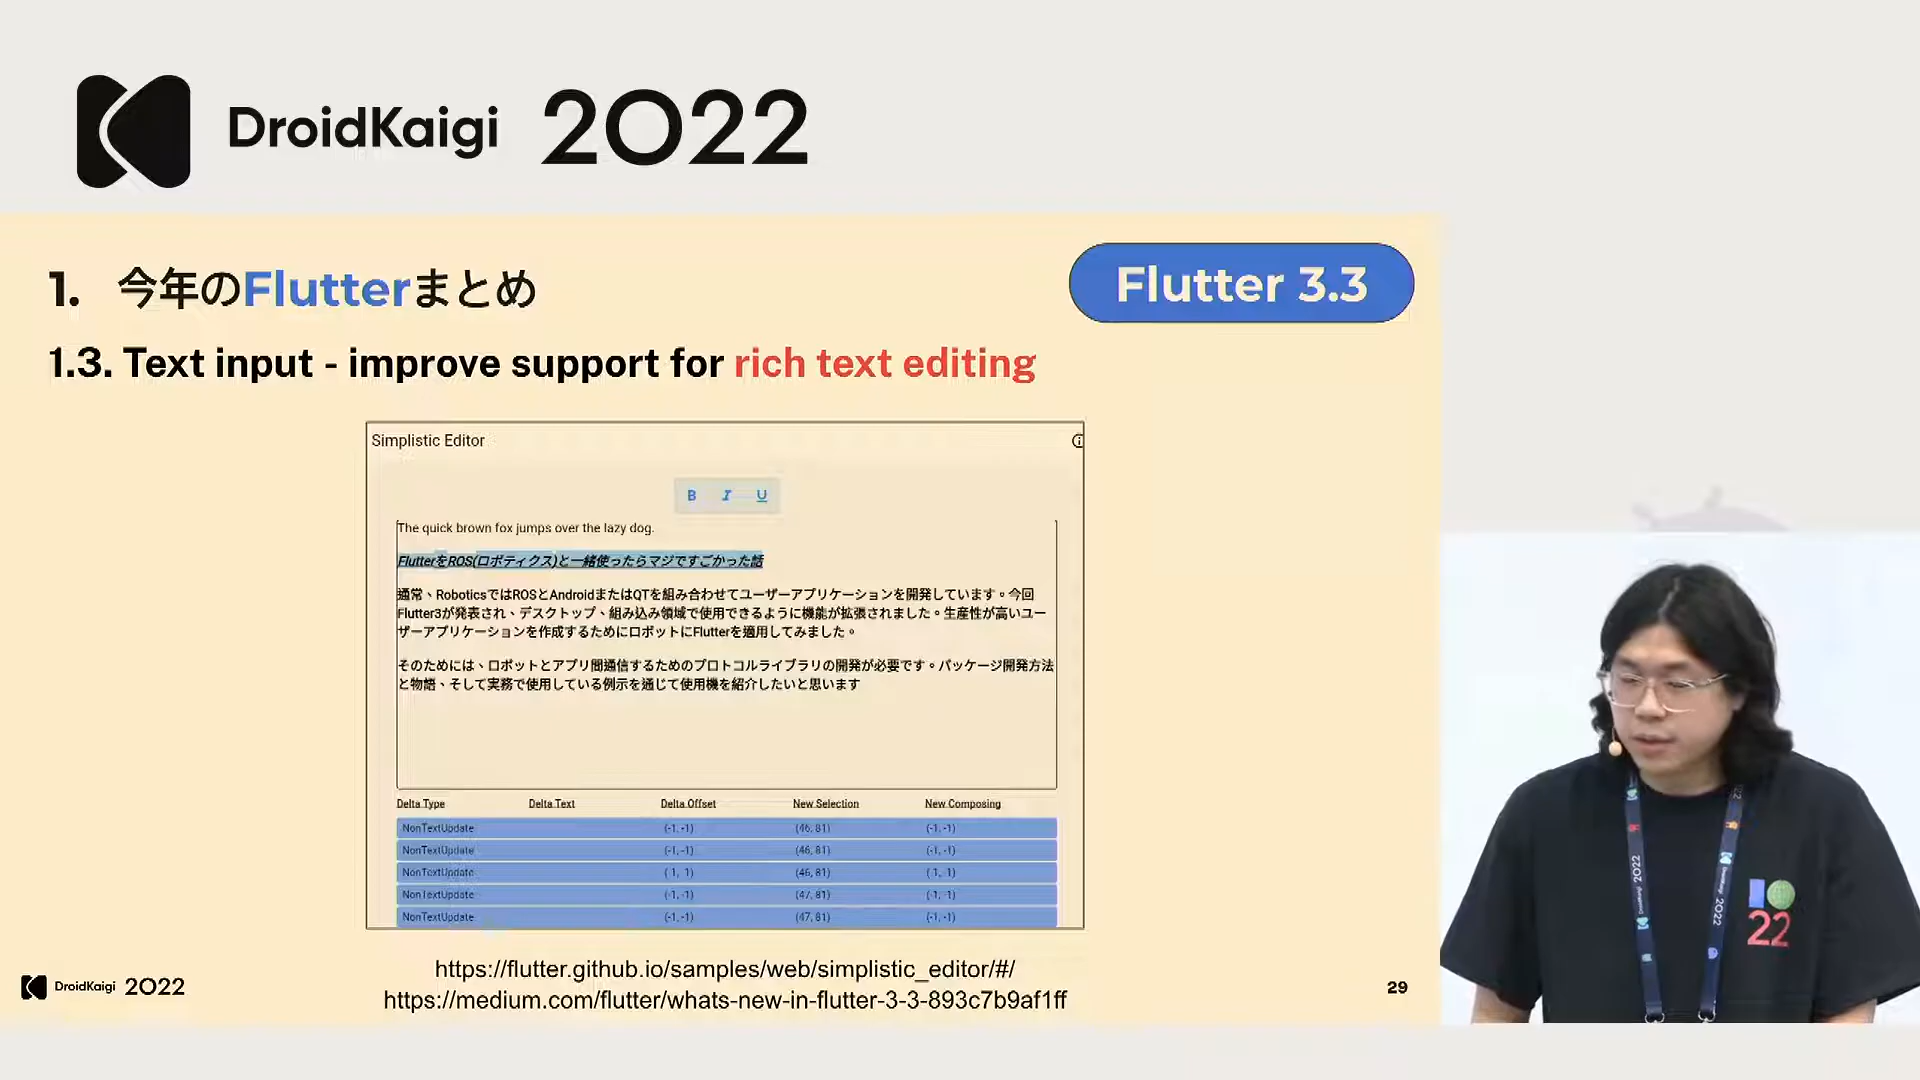 DroidKaigi 2022
1. 今年のFlutterまとめ
Flutter 3.3
1.3. Text input - improve support for rich text editing
Simplistic Editor
B I U
The quick brown fox jumps over the lazy dog.
FlutterをROS(ロボティクス)と一緒使ったらマジですごかった話
通常、RoboticsではROSとAndroidまたはQTを組み合わせてユーザーアプリケーションを開発しています。今回
Flutter3が発表され、デスクトップ、組み込み領域で使用できるように機能が拡張されました。生産性が高いユー
ザーアプリケーションを作成するためにロボットにFlutterを適用してみました。
そのためには、ロボットとアプリ間通信するためのプロトコルライブラリの開発が必要です。パッケージ開発方法
と物語、そして実務で使用している例示を通じて使用機を紹介したいと思います
Delta Type Delta Text Delta Offset New Selection New Composing
NonTextUpdate (-1,-1) (46, 81) (-1, -1)
NonTextUpdate (-1,-1) (46, 81) (-1, -1)
NonTextUpdate (-1,-1) (46, 81) (-1,-1)
NonTextUpdate (-1,-1) (47, 81) (-1,-1)
NonTextUpdate (-1,-1) (47, 81) (-1,-1)
https://flutter.github.io/samples/web/simplistic_editor/#/
https://medium.com/flutter/whats-new-in-flutter-3-3-893c7b9af1ff
DroidKaigi 2022
29
22
2022
2022